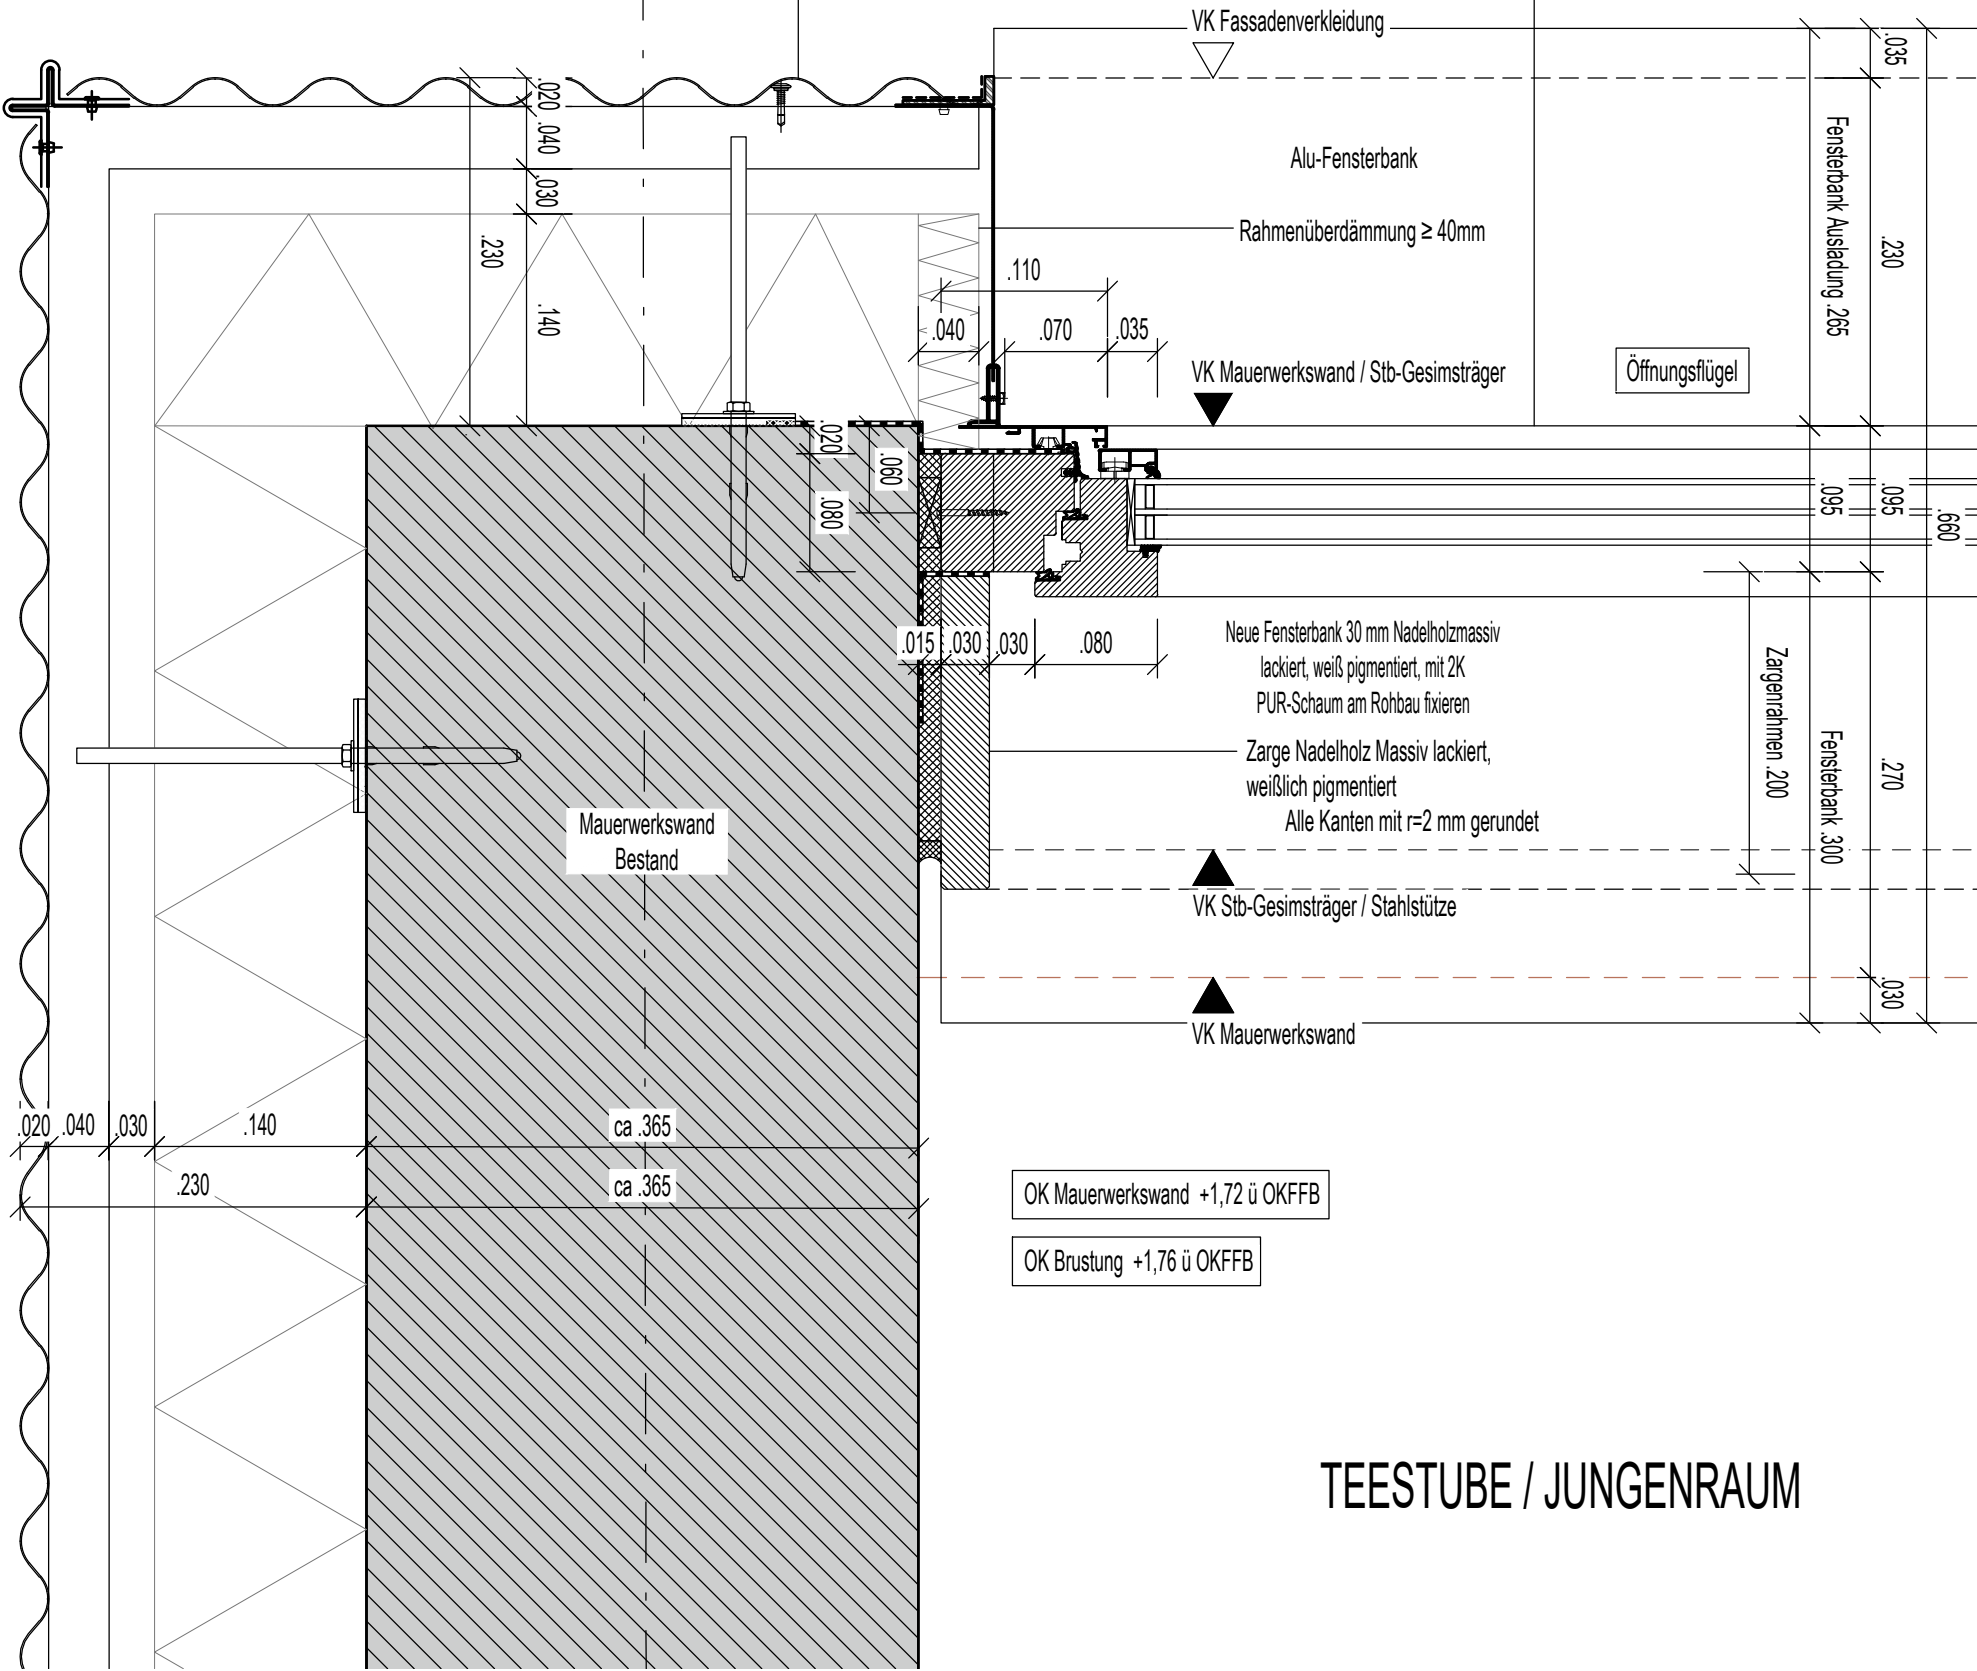 VK Fassadenverkleidung
.035
.020
.040
.030
.230
.140
Alu-Fensterbank
Rahmenüberdämmung ≥ 40mm
Fensterbank Ausladung .265
.230
.110
.040
.070
.035
VK Mauerwerkswand / Stb-Gesimsträger
Öffnungsflügel
.020
.060
.080
.095
.095
.660
.015
.030
.030
.080
Neue Fensterbank 30 mm Nadelholzmassiv
lackiert, weiß pigmentiert, mit 2K
PUR-Schaum am Rohbau fixieren
Zarge Nadelholz Massiv lackiert,
weißlich pigmentiert
Alle Kanten mit r=2 mm gerundet
Zargenrahmen .200
Fensterbank .300
.270
Mauerwerkswand
Bestand
VK Stb-Gesimsträger / Stahlstütze
.030
VK Mauerwerkswand
.020
.040
.030
.140
ca .365
.230
ca .365
OK Mauerwerkswand +1,72 ü OKFFB
OK Brustung +1,76 ü OKFFB
TEESTUBE / JUNGENRAUM